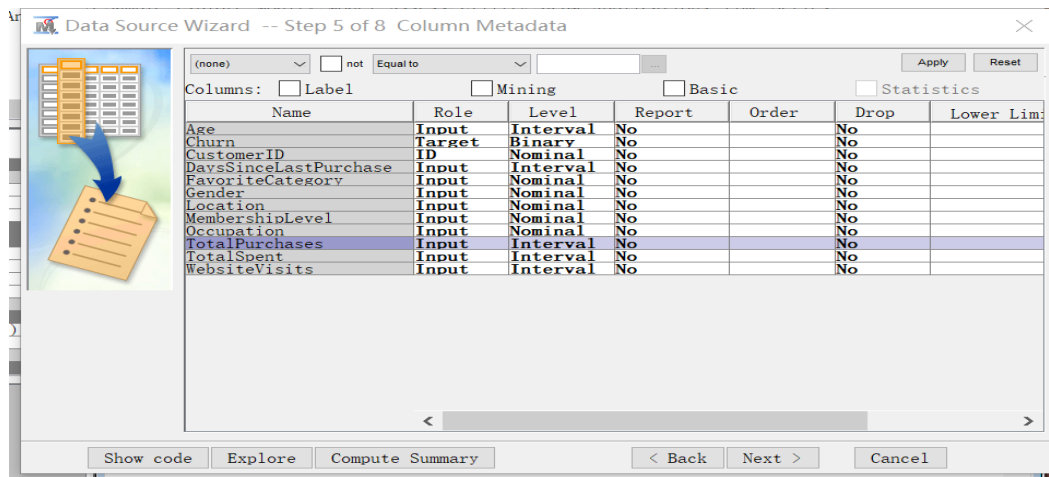 Data Source Wizard -- Step 5 of 8 Column Metadata
(none) not Equal to ... Apply Reset
Columns: Label Mining Basic Statistics
Name Role Level Report Order Drop Lower Lim
Age Input Interval No No
Churn Target Binary No No
CustomerID ID Nominal No No
DaysSinceLastPurchase Input Interval No No
FavoriteCategory Input Nominal No No
Gender Input Nominal No No
Location Input Nominal No No
MembershipLevel Input Nominal No No
Occupation Input Nominal No No
TotalPurchases Input Interval No No
TotalSpent Input Interval No No
WebsiteVisits Input Interval No No
Show code Explore Compute Summary < Back Next > Cancel